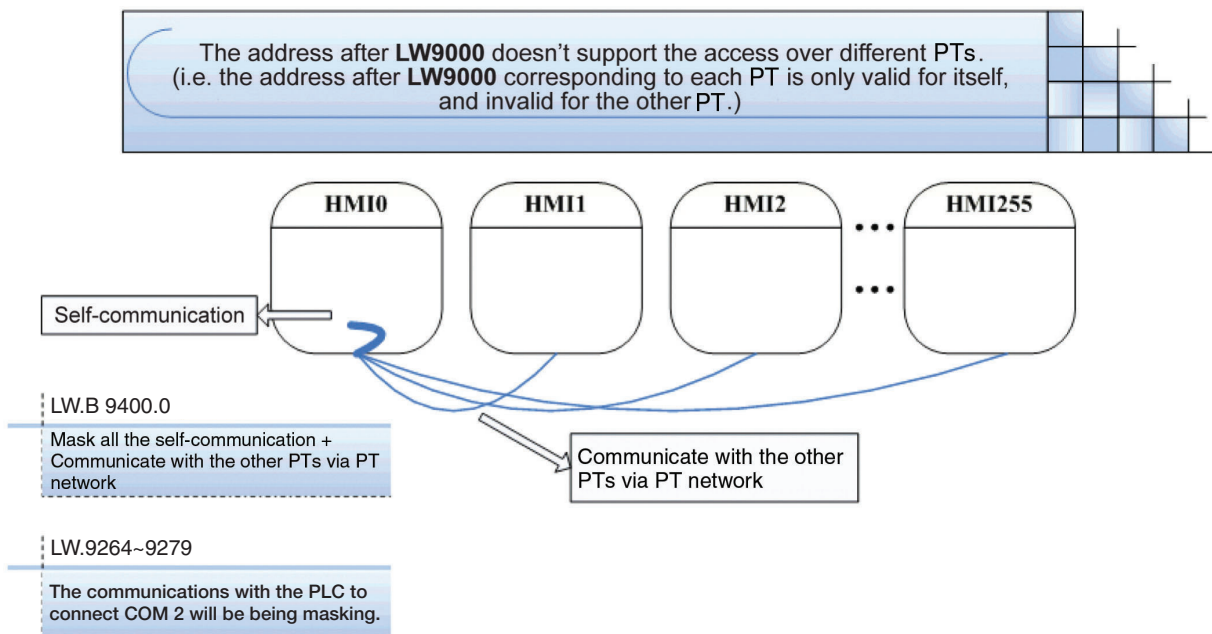 The address after LW9000 doesn't support the access over different PTs.
(i.e. the address after LW9000 corresponding to each PT is only valid for itself,
and invalid for the other PT.)
HMI0
HMI1
HMI2
HMI255
Self-communication
LW.B 9400.0
Mask all the self-communication +
Communicate with the other PTs via PT
network
Communicate with the other
PTs via PT network
LW.9264~9279
The communications with the PLC to
connect COM 2 will be being masking.